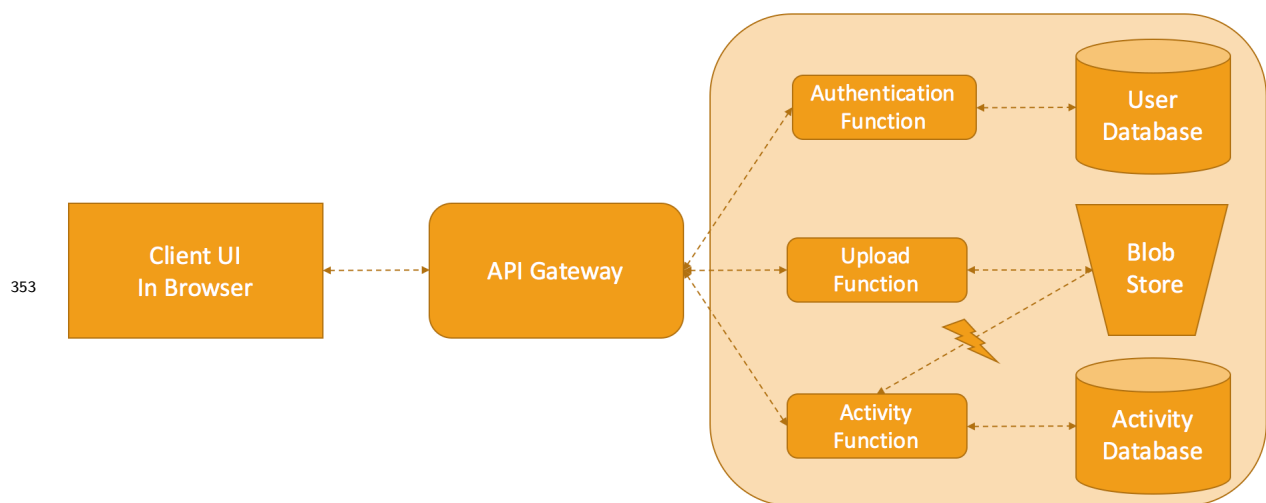 353
Client UI
In Browser
API Gateway
Authentication
Function
User
Database
Upload
Function
Blob
Store
Activity
Function
Activity
Database